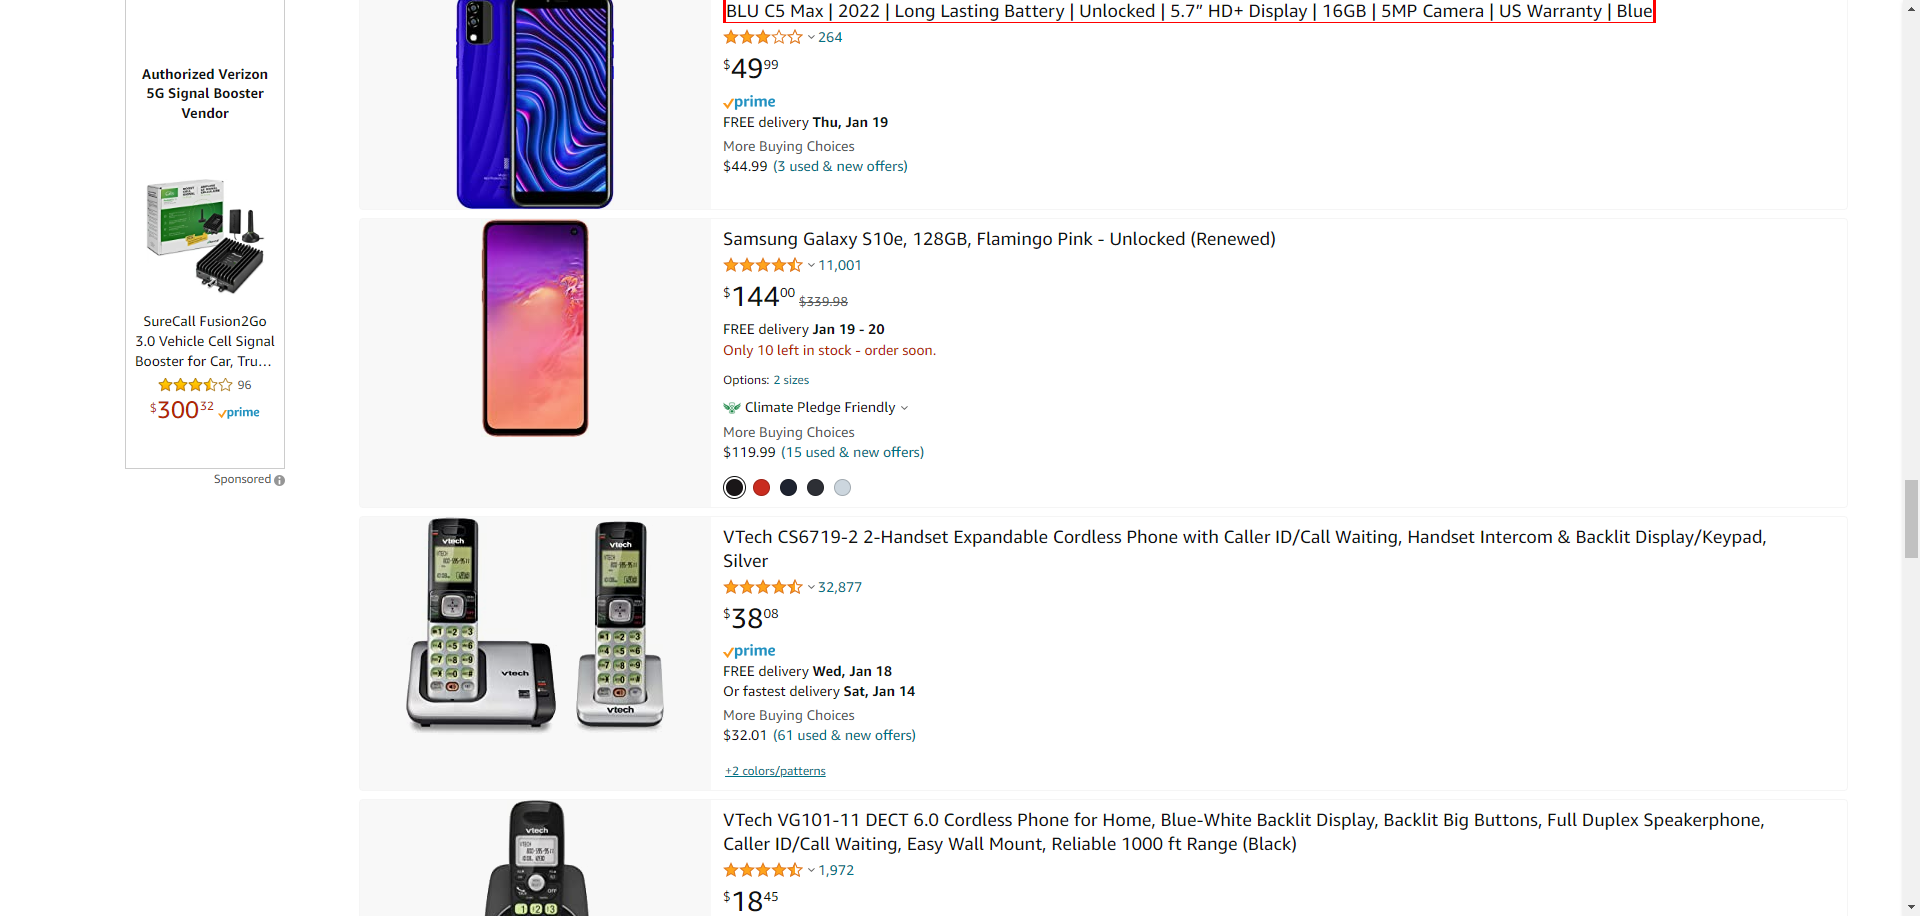 Authorized Verizon
5G Signal Booster
Vendor
SureCall Fusion2Go
3.0 Vehicle Cell Signal
Booster for Car, Tru...
96
$300 32 prime
Sponsored
BLU C5 Max | 2022 | Long Lasting Battery | Unlocked | 5.7” HD+ Display | 16GB | 5MP Camera | US Warranty | Blue
264
$49 99
prime
FREE delivery Thu, Jan 19
More Buying Choices
$44.99 (3 used & new offers)
Samsung Galaxy S10e, 128GB, Flamingo Pink - Unlocked (Renewed)
11,001
$144 00 $339.98
FREE delivery Jan 19 - 20
Only 10 left in stock - order soon.
Options: 2 sizes
Climate Pledge Friendly
More Buying Choices
$119.99 (15 used & new offers)
vtech
vtech
vtech
vtech
VTech CS6719-2 2-Handset Expandable Cordless Phone with Caller ID/Call Waiting, Handset Intercom & Backlit Display/Keypad,
Silver
32,877
$38 08
prime
FREE delivery Wed, Jan 18
Or fastest delivery Sat, Jan 14
More Buying Choices
$32.01 (61 used & new offers)
+2 colors/patterns
vtech
VTech VG101-11 DECT 6.0 Cordless Phone for Home, Blue-White Backlit Display, Backlit Big Buttons, Full Duplex Speakerphone,
Caller ID/Call Waiting, Easy Wall Mount, Reliable 1000 ft Range (Black)
1,972
$18 45